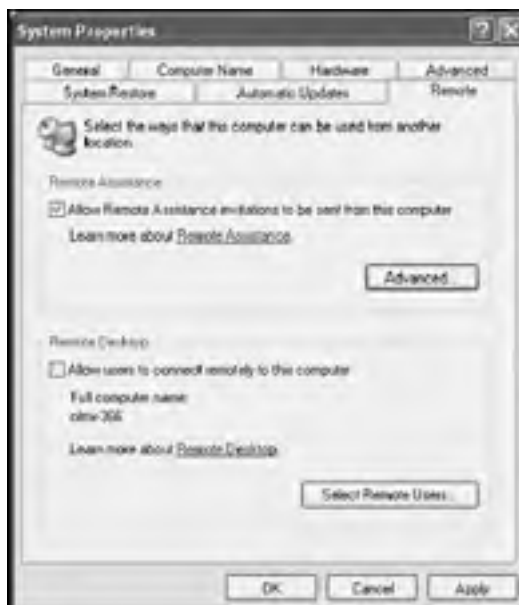 System Properties
General Computer Name Hardware Advanced
System Restore Automatic Updates Remote
Select the ways that this computer can be used from another
location.
Remote Assistance
Allow Remote Assistance invitations to be sent from this computer
Learn more about Remote Assistance.
Advanced...
Remote Desktop
Allow users to connect remotely to this computer
Full computer name:
Learn more about Remote Desktop.
Select Remote Users...
OK Cancel Apply